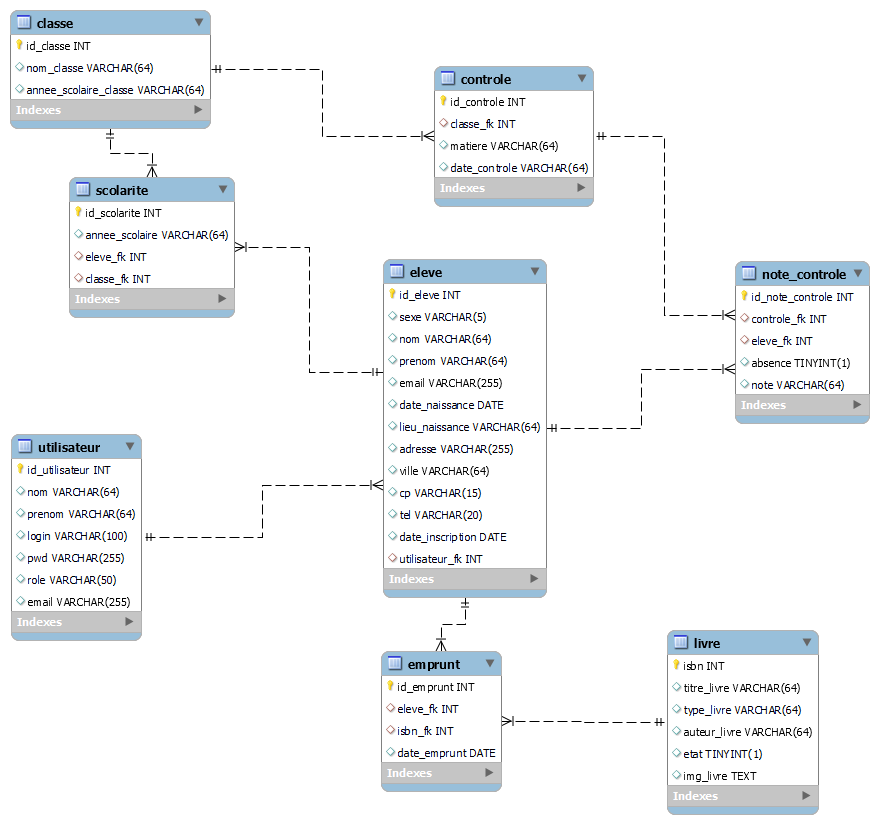 classe
id_classe INT
nom_classe VARCHAR(64)
annee_scolaire_classe VARCHAR(64)
Indexes
controle
id_controle INT
classe_fk INT
matiere VARCHAR(64)
date_controle VARCHAR(64)
Indexes
scolarite
id_scolarite INT
annee_scolaire VARCHAR(64)
eleve_fk INT
classe_fk INT
Indexes
eleve
id_eleve INT
sexe VARCHAR(5)
nom VARCHAR(64)
prenom VARCHAR(64)
email VARCHAR(255)
date_naissance DATE
lieu_naissance VARCHAR(64)
adresse VARCHAR(255)
ville VARCHAR(64)
cp VARCHAR(15)
tel VARCHAR(20)
date_inscription DATE
utilisateur_fk INT
Indexes
note_controle
id_note_controle INT
controle_fk INT
eleve_fk INT
absence TINYINT(1)
note VARCHAR(64)
Indexes
utilisateur
id_utilisateur INT
nom VARCHAR(64)
prenom VARCHAR(64)
login VARCHAR(100)
pwd VARCHAR(255)
role VARCHAR(50)
email VARCHAR(255)
Indexes
emprunt
id_emprunt INT
eleve_fk INT
isbn_fk INT
date_emprunt DATE
Indexes
livre
isbn INT
titre_livre VARCHAR(64)
type_livre VARCHAR(64)
auteur_livre VARCHAR(64)
etat TINYINT(1)
img_livre TEXT
Indexes